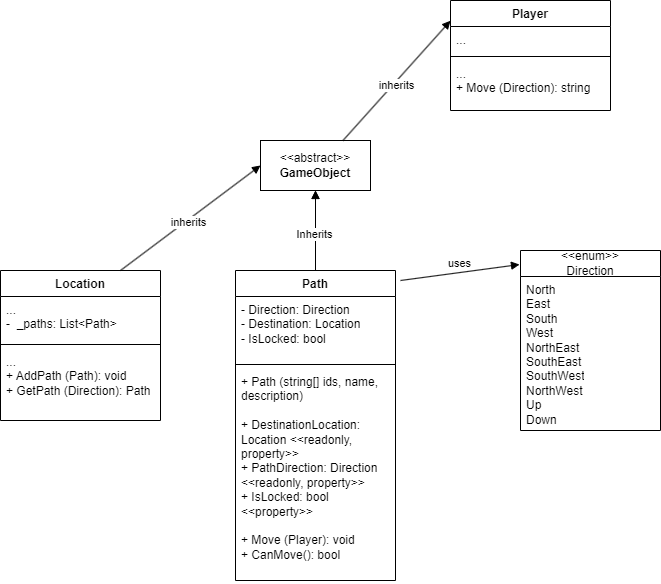 Player
...
...
+ Move (Direction): string
inherits
<<abstract>>
GameObject
inherits
Inherits
uses
Location
...
- _paths: List<Path>
...
+ AddPath (Path): void
+ GetPath (Direction): Path
Path
- Direction: Direction
- Destination: Location
- IsLocked: bool
+ Path (string[] ids, name,
description)
+ DestinationLocation:
Location <<readonly,
property>>
+ PathDirection: Direction
<<readonly, property>>
+ IsLocked: bool
<<property>>
+ Move (Player): void
+ CanMove(): bool
<<enum>>
Direction
North
East
South
West
NorthEast
SouthEast
SouthWest
NorthWest
Up
Down